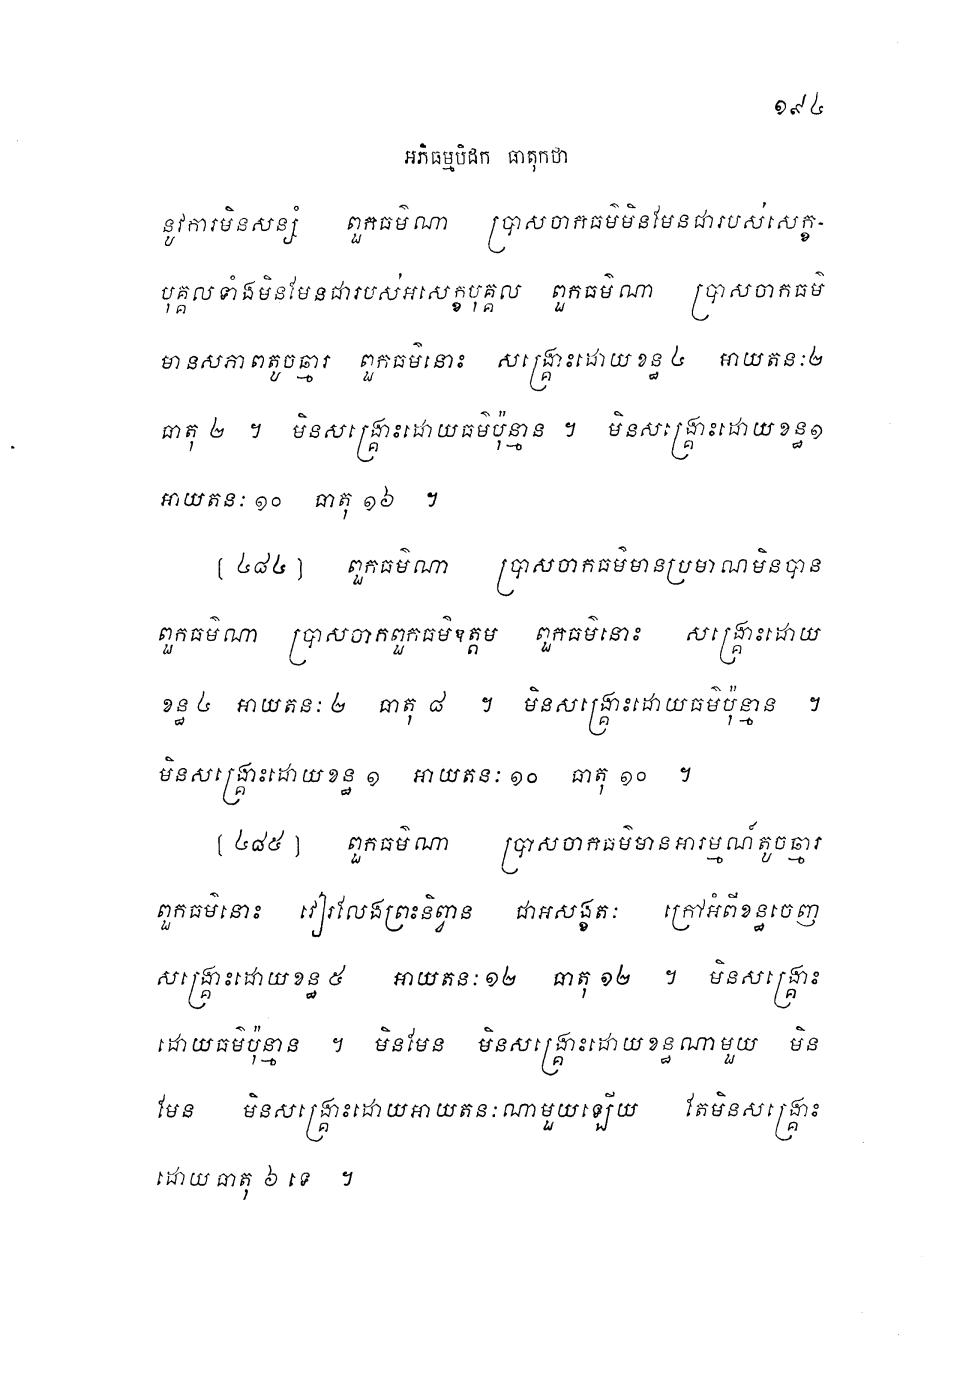 ១៩៤
អភិធម្មបិដក ធាតុកថា
នូវការមិនសន្សំ ពួកធម៌ណា ប្រាសចាកធម៌មិនមែនជារបស់សេក្ខ-
បុគ្គលទាំងមិនមែនជារបស់អសេក្ខបុគ្គល ពួកធម៌ណា ប្រាសចាកធម៌
មានសភាពតូចឆ្មារ ពួកធម៌នោះ សង្គ្រោះដោយខន្ធ ៤ អាយតនៈ ២
ធាតុ ២ ។ មិនសង្គ្រោះដោយធម៌ប៉ុន្មាន ។ មិនសង្គ្រោះដោយខន្ធ ១
អាយតនៈ ១០ ធាតុ ១៦ ។
[ ៤៨៤ ] ពួកធម៌ណា ប្រាសចាកធម៌មានប្រមាណមិនបាន
ពួកធម៌ណា ប្រាសចាកពួកធម៌ឧត្តម ពួកធម៌នោះ សង្គ្រោះដោយ
ខន្ធ ៤ អាយតនៈ ២ ធាតុ ៨ ។ មិនសង្គ្រោះដោយធម៌ប៉ុន្មាន ។
មិនសង្គ្រោះដោយខន្ធ ១ អាយតនៈ ១០ ធាតុ ១០ ។
[ ៤៨៥ ] ពួកធម៌ណា ប្រាសចាកធម៌មានអារម្មណ៍តូចឆ្មារ
ពួកធម៌នោះ វៀរលែងព្រះនិព្វាន ជាអសង្ខតៈ ក្រៅអំពីខន្ធចេញ
សង្គ្រោះដោយខន្ធ ៥ អាយតនៈ ១២ ធាតុ ១២ ។ មិនសង្គ្រោះ
ដោយធម៌ប៉ុន្មាន ។ មិនមែន មិនសង្គ្រោះដោយខន្ធណាមួយ មិន
មែន មិនសង្គ្រោះដោយអាយតនៈណាមួយឡើយ តែមិនសង្គ្រោះ
ដោយធាតុ ៦ ទេ ។